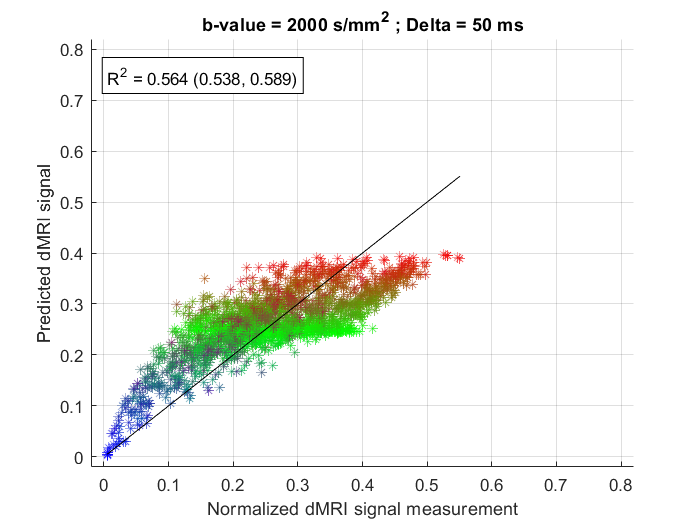 b-value = 2000 s/mm² ; Delta = 50 ms
R² = 0.564 (0.538, 0.589)
0.8
0.7
0.6
0.5
0.4
0.3
0.2
0.1
0
Predicted dMRI signal
0 0.1 0.2 0.3 0.4 0.5 0.6 0.7 0.8
Normalized dMRI signal measurement